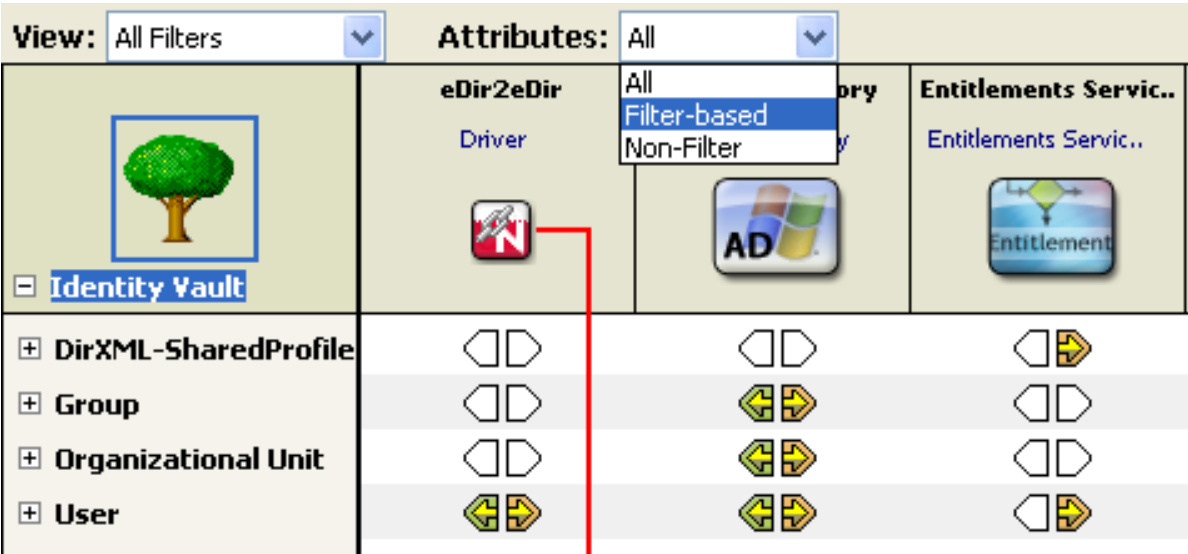 View: All Filters Attributes: All
All
Filter-based
Non-Filter
eDir2eDir ory Entitlements Servic..
Driver y Entitlements Servic..
N AD Entitlement
Identity Vault
DirXML-SharedProfile
Group
Organizational Unit
User